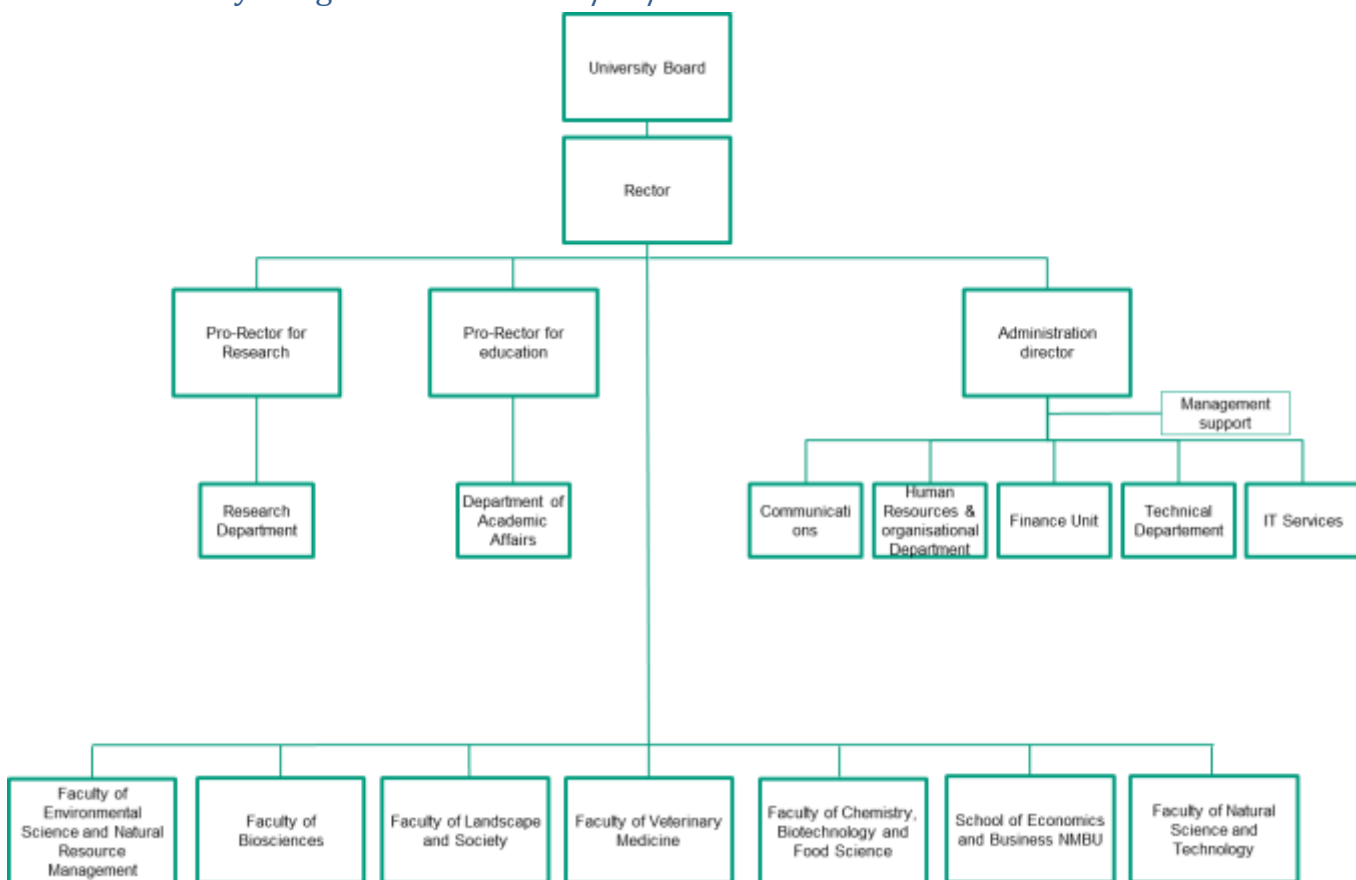 University Board
Rector
Pro-Rector for
Research
Pro-Rector for
education
Administration
director
Management
support
Research
Department
Department of
Academic
Affairs
Communicati
ons
Human
Resources &
organisational
Department
Finance Unit
Technical
Departement
IT Services
Faculty of
Environmental
Science and Natural
Resource
Management
Faculty of
Biosciences
Faculty of Landscape
and Society
Faculty of Veterinary
Medicine
Faculty of Chemistry,
Biotechnology and
Food Science
School of Economics
and Business NMBU
Faculty of Natural
Science and
Technology